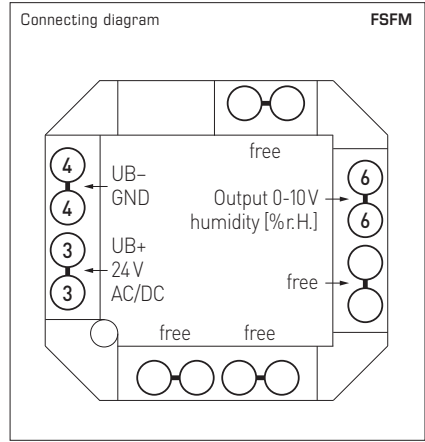 Connecting diagram FSFM
free
4
4
UB–
GND
Output 0-10 V
humidity [% r.H.]
6
6
3
3
UB+
24 V
AC/DC
free
free free